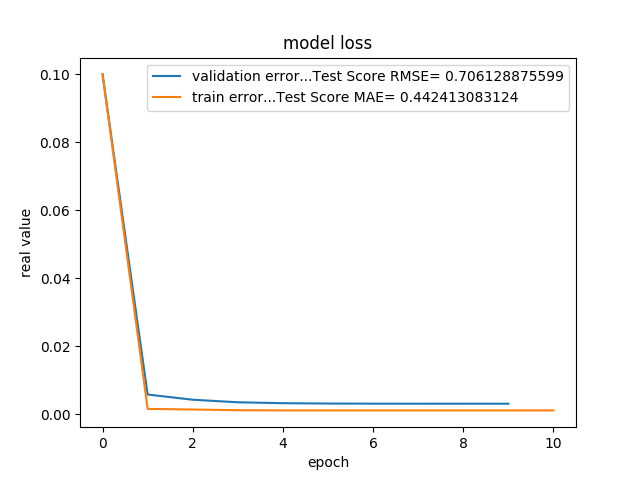 model loss
validation error...Test Score RMSE= 0.706128875599
train error...Test Score MAE= 0.442413083124
real value
0.10
0.08
0.06
0.04
0.02
0.00
0 2 4 6 8 10
epoch